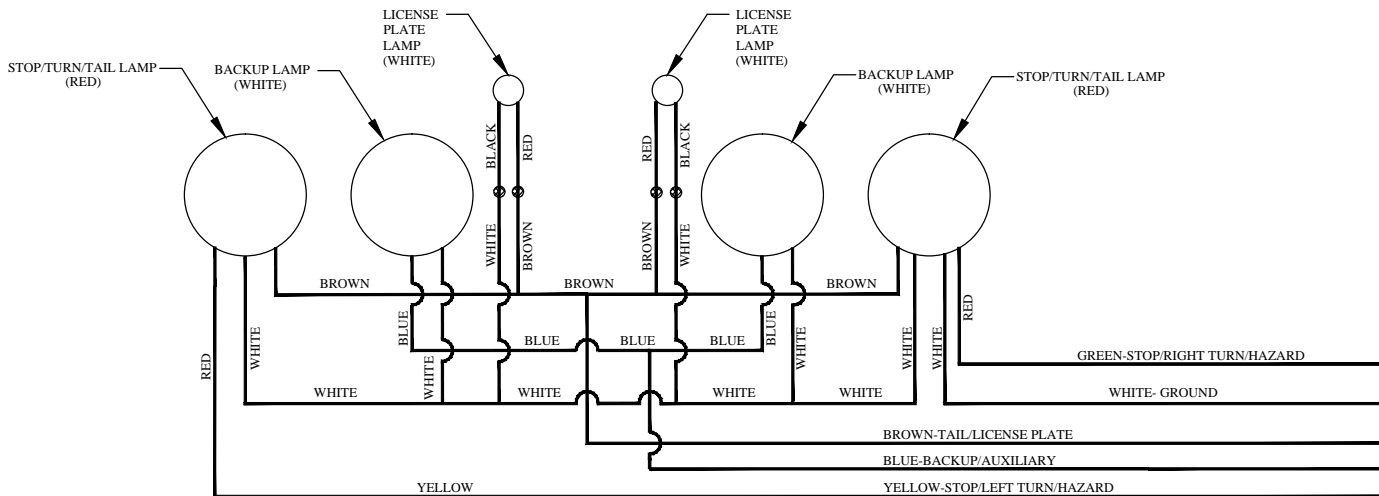 LICENSE
PLATE
LAMP
(WHITE)
LICENSE
PLATE
LAMP
(WHITE)
STOP/TURN/TAIL LAMP
(RED)
BACKUP LAMP
(WHITE)
BACKUP LAMP
(WHITE)
STOP/TURN/TAIL LAMP
(RED)
BLACK
RED
RED
BLACK
WHITE
BROWN
BROWN
WHITE
BROWN
BROWN
BROWN
RED
WHITE
BLUE
WHITE
BLUE
BLUE
BLUE
BLUE
WHITE
WHITE
WHITE
RED
GREEN-STOP/RIGHT TURN/HAZARD
WHITE
WHITE
WHITE
WHITE
WHITE- GROUND
BROWN-TAIL/LICENSE PLATE
BLUE-BACKUP/AUXILIARY
YELLOW
YELLOW-STOP/LEFT TURN/HAZARD